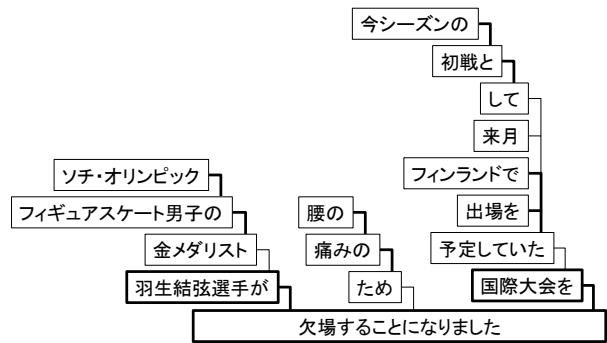 今シーズンの
初戦と
して
来月
フィンランドで
出場を
予定していた
国際大会を
腰の
痛みの
ため
ソチ・オリンピック
フィギュアスケート男子の
金メダリスト
羽生結弦選手が
欠場することになりました